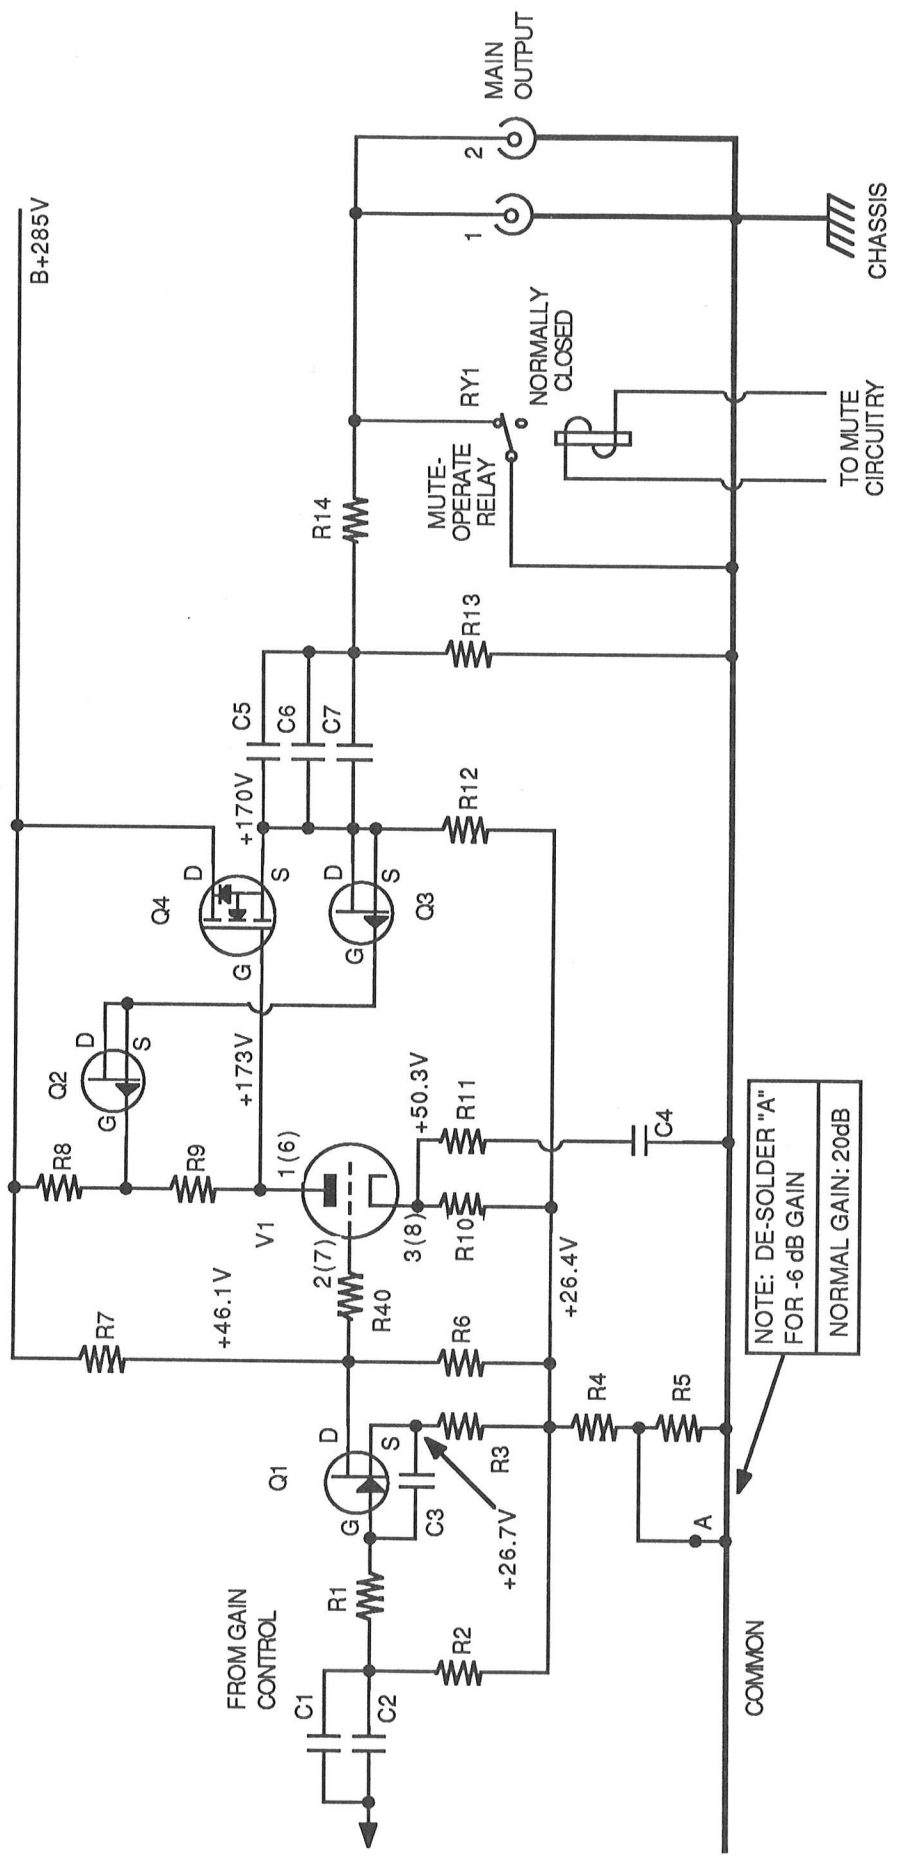 B+285V
R7
R8
Q2
D
S
G
Q4
D
S
G
+170V
C5
C6
C7
R14
MAIN
OUTPUT
1
2
FROM GAIN
CONTROL
C1
C2
R1
R2
Q1
D
S
G
C3
+26.7V
R3
+46.1V
R40
R6
V1
2(7)
1(6)
3(8)
R9
+173V
+50.3V
R10
R11
C4
Q3
D
S
G
R12
R13
MUTE-
OPERATE
RELAY
RY1
NORMALLY
CLOSED
+26.4V
R4
R5
A
COMMON
NOTE: DE-SOLDER "A"
FOR -6 dB GAIN
NORMAL GAIN: 20dB
TO MUTE
CIRCUITRY
CHASSIS